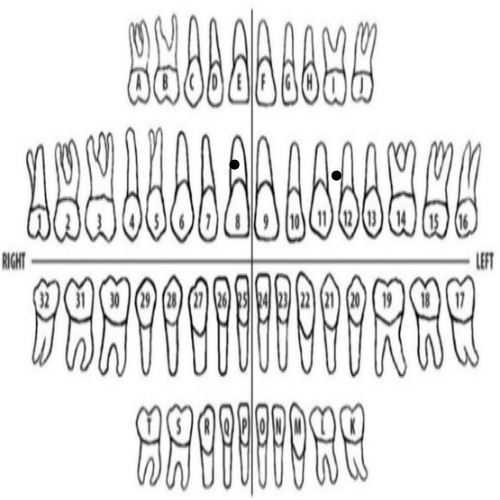 A B C D E F G H I J
1 2 3 4 5 6 7 8 9 10 11 12 13 14 15 16
RIGHT LEFT
32 31 30 29 28 27 26 25 24 23 22 21 20 19 18 17
T S R Q P O N M L K